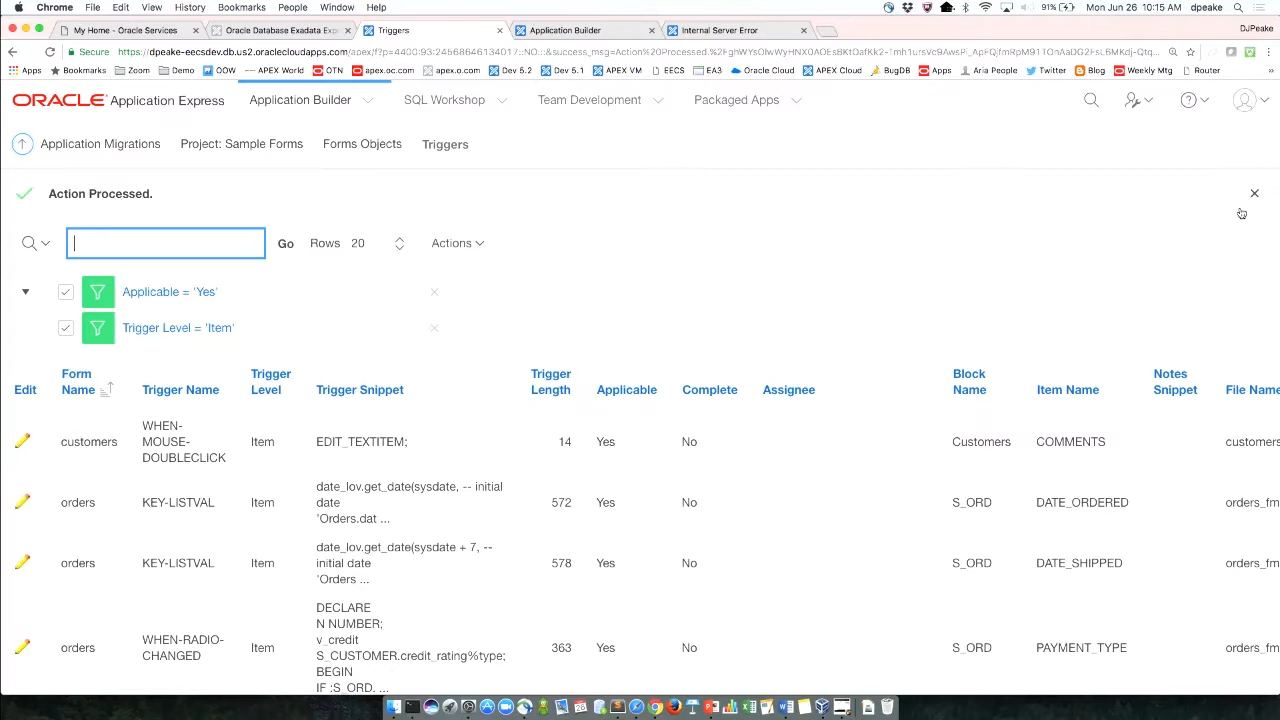 Chrome File Edit View History Bookmarks People Window Help 91% Mon Jun 26 10:15 AM dpeake
My Home - Oracle Services Oracle Database Exadata Expr Triggers Application Builder Internal Server Error DJPeake
Secure
Apps Bookmarks Zoom Demo OOW APEX World OTN apex.oc.com apex.o.com Dev 5.2 Dev 5.1 APEX VM EECS EA3 Oracle Cloud APEX Cloud BugDB Apps Aria People Twitter Blog Weekly Mtg Router
ORACLE Application Express Application Builder SQL Workshop Team Development Packaged Apps
Application Migrations Project: Sample Forms Forms Objects Triggers
Action Processed.
Go Rows 20 Actions
Applicable = 'Yes'
Trigger Level = 'Item'
Edit Form Name Trigger Name Trigger Level Trigger Snippet Trigger Length Applicable Complete Assignee Block Name Item Name Notes Snippet File Name
customers WHEN-MOUSE-DOUBLECLICK Item EDIT_TEXTITEM; 14 Yes No Customers COMMENTS customers
orders KEY-LISTVAL Item date_lov.get_date(sysdate, -- initial date 'Orders.dat ... 572 Yes No S_ORD DATE_ORDERED orders_fm
orders KEY-LISTVAL Item date_lov.get_date(sysdate + 7, -- initial date 'Orders ... 578 Yes No S_ORD DATE_SHIPPED orders_fm
orders WHEN-RADIO-CHANGED Item DECLARE N NUMBER; v_credit S_CUSTOMER.credit_rating%type; BEGIN IF :S_ORD. ... 363 Yes No S_ORD PAYMENT_TYPE orders_fm